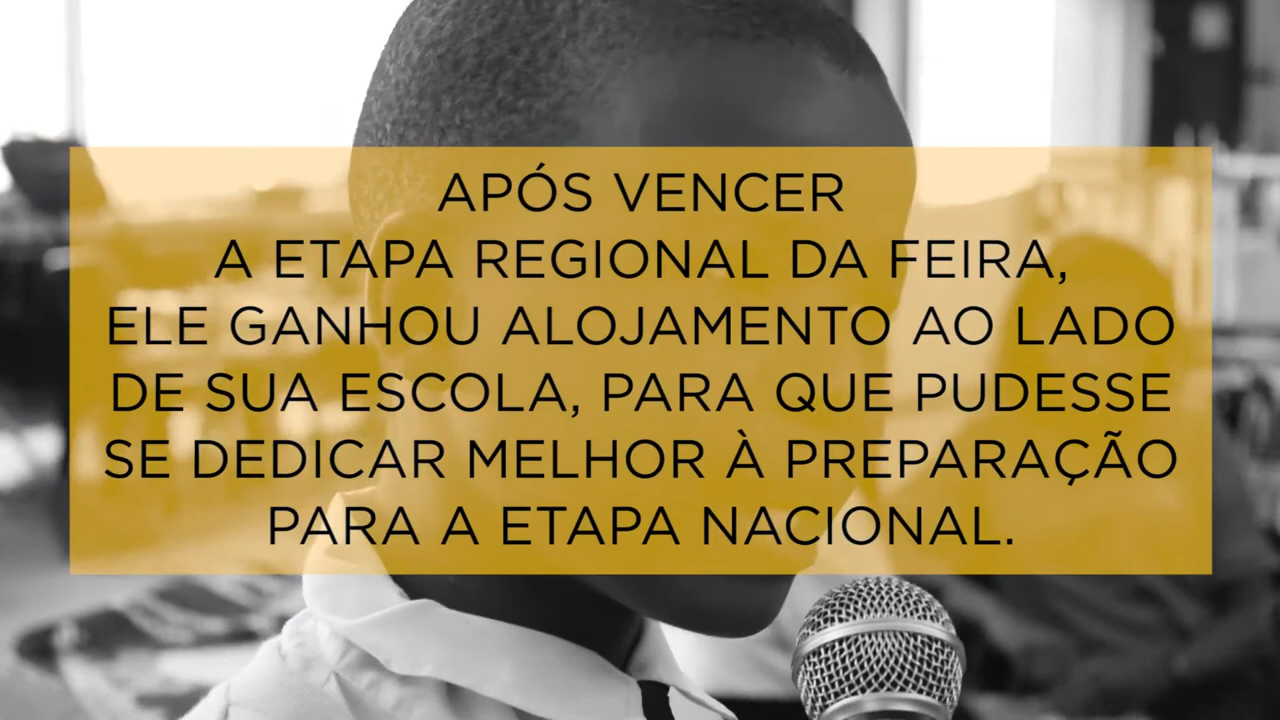 APÓS VENCER
A ETAPA REGIONAL DA FEIRA,
ELE GANHOU ALOJAMENTO AO LADO
DE SUA ESCOLA, PARA QUE PUDESSE
SE DEDICAR MELHOR À PREPARAÇÃO
PARA A ETAPA NACIONAL.